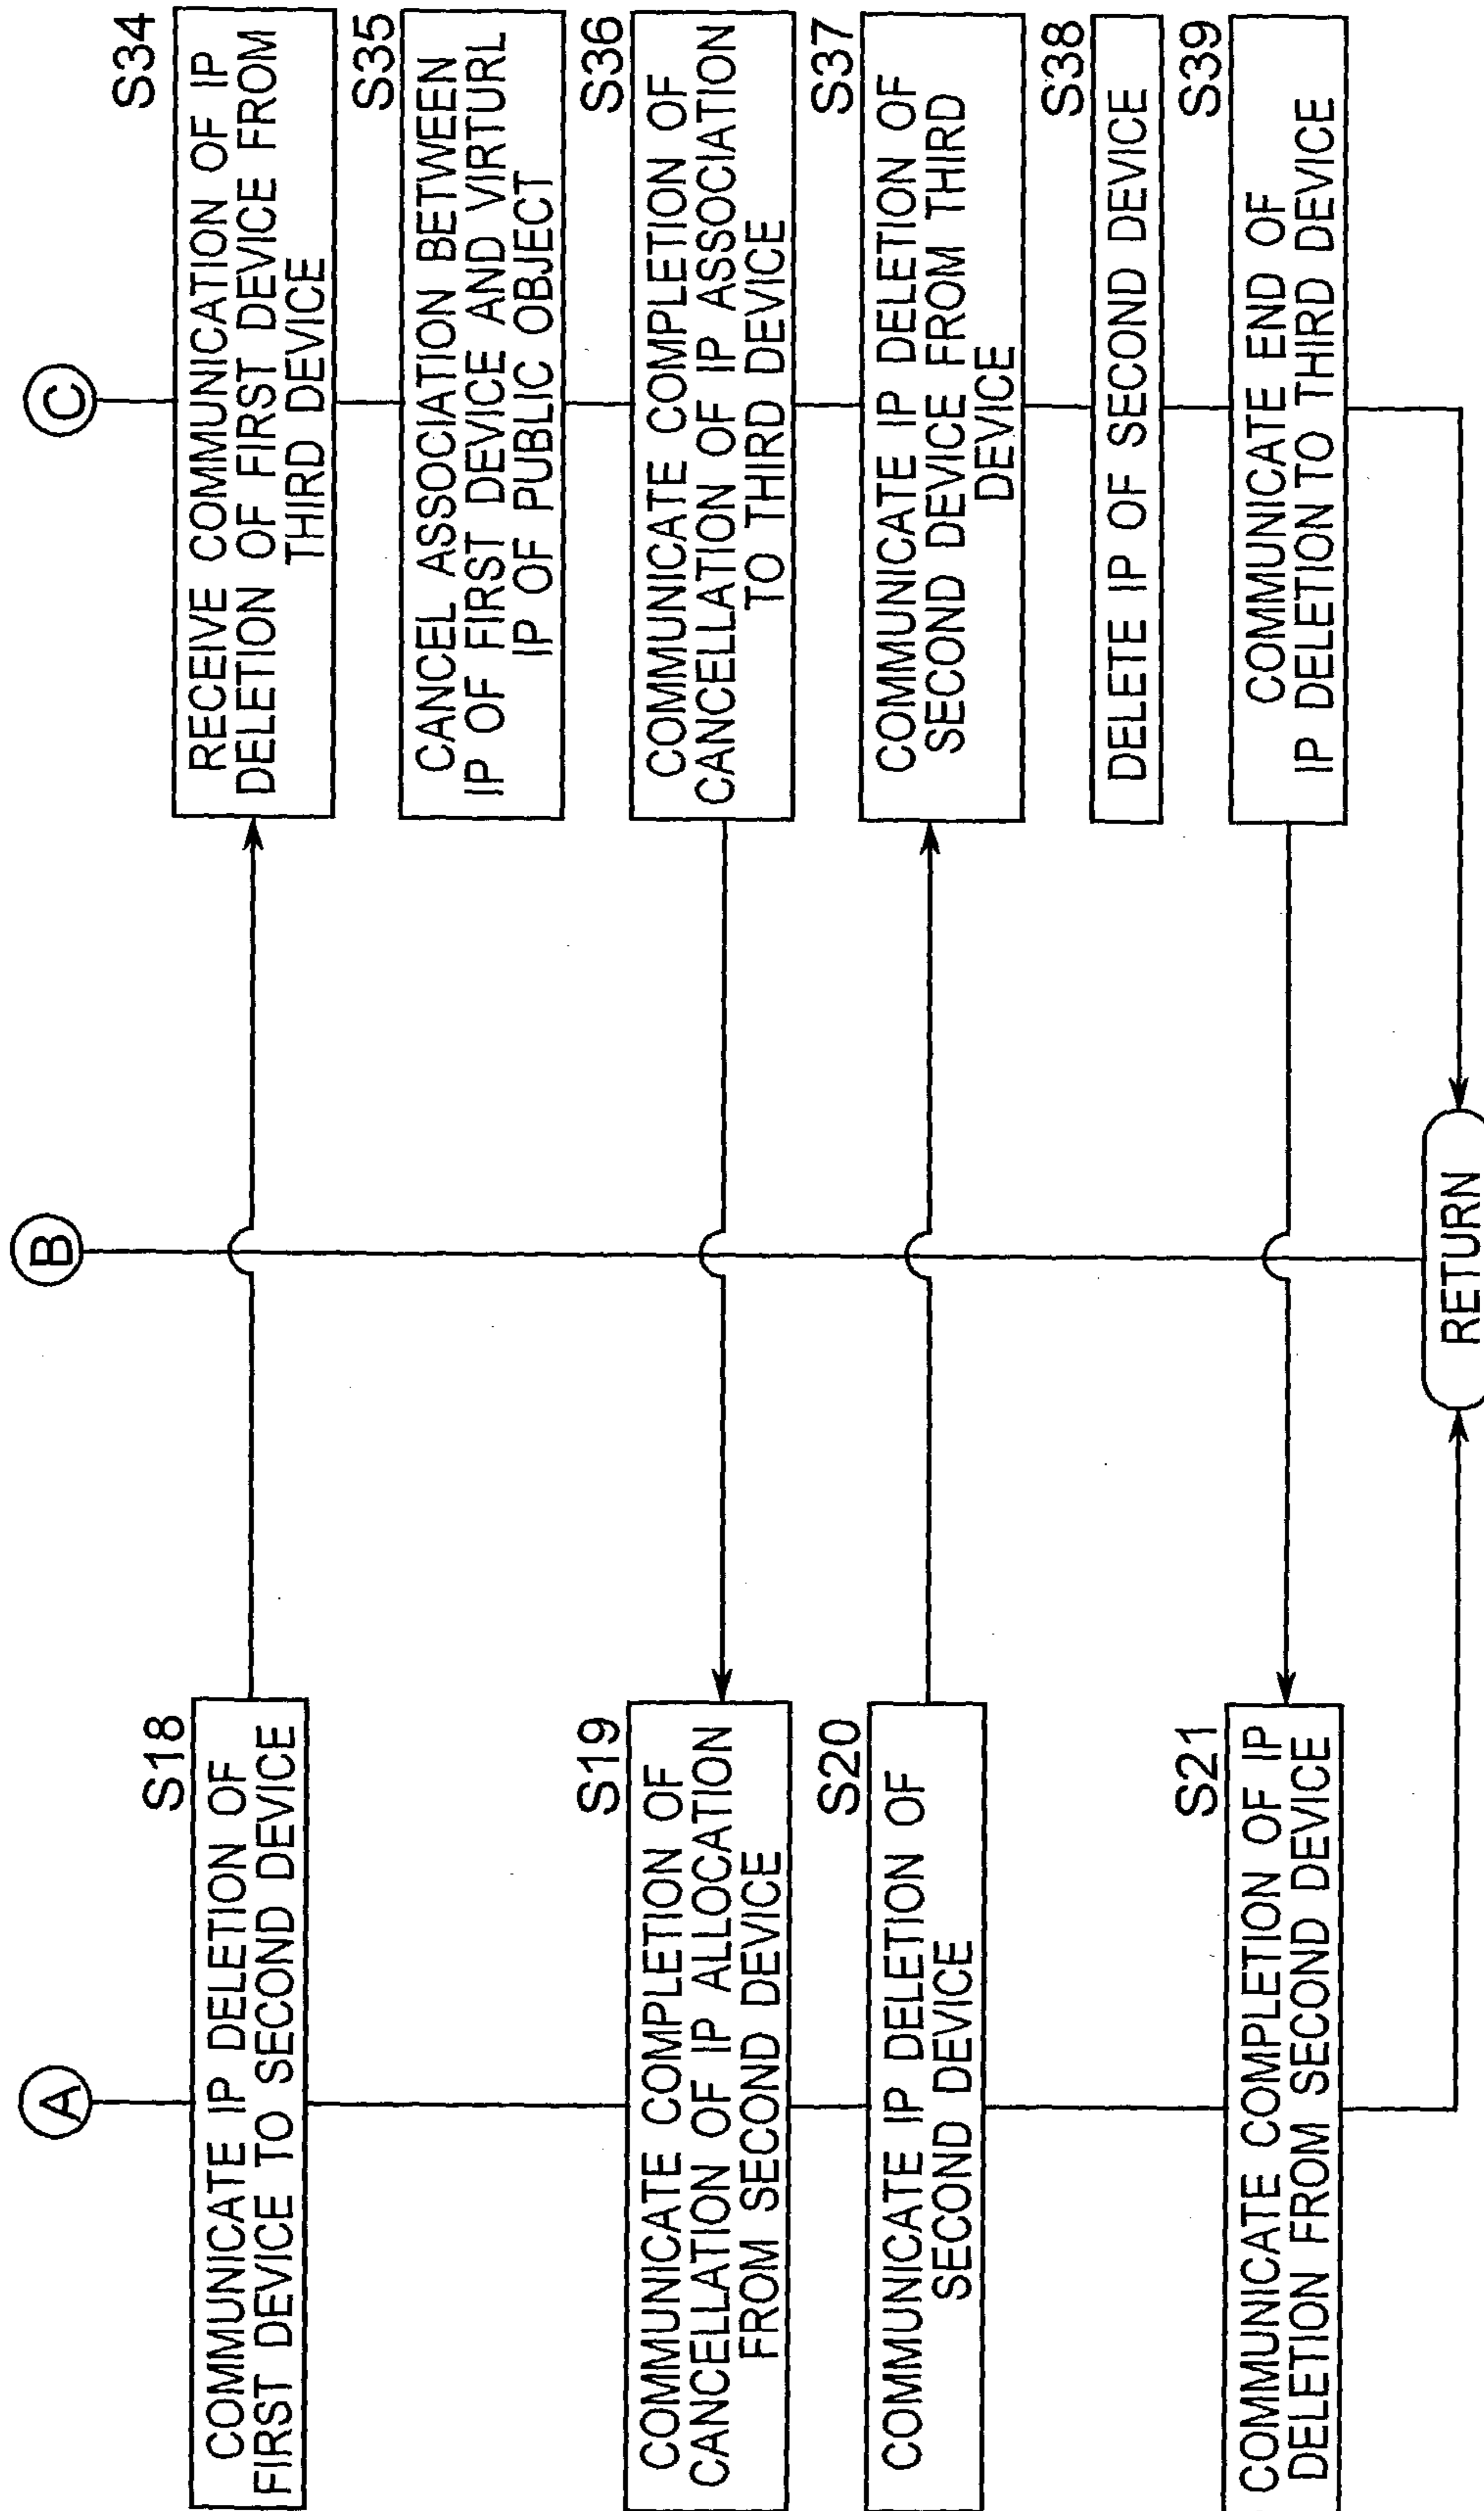 A
S18
COMMUNICATE IP DELETION OF
FIRST DEVICE TO SECOND DEVICE
S19
COMMUNICATE COMPLETION OF
CANCELLATION OF IP ALLOCATION
FROM SECOND DEVICE
S20
COMMUNICATE IP DELETION OF
SECOND DEVICE
S21
COMMUNICATE COMPLETION OF IP
DELETION FROM SECOND DEVICE
B
RETURN
C
S34
RECEIVE COMMUNICATION OF IP
DELETION OF FIRST DEVICE FROM
THIRD DEVICE
S35
CANCEL ASSOCIATION BETWEEN
IP OF FIRST DEVICE AND VIRTURL
IP OF PUBLIC OBJECT
S36
COMMUNICATE COMPLETION OF
CANCELLATION OF IP ASSOCIATION
TO THIRD DEVICE
S37
COMMUNICATE IP DELETION OF
SECOND DEVICE FROM THIRD
DEVICE
S38
DELETE IP OF SECOND DEVICE
S39
COMMUNICATE END OF
IP DELETION TO THIRD DEVICE